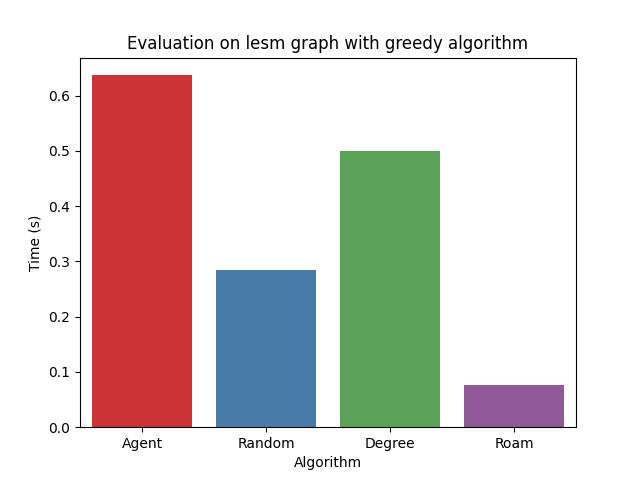 Evaluation on lesm graph with greedy algorithm
0.6
0.5
0.4
0.3
0.2
0.1
0.0
Time (s)
Agent
Random
Degree
Roam
Algorithm